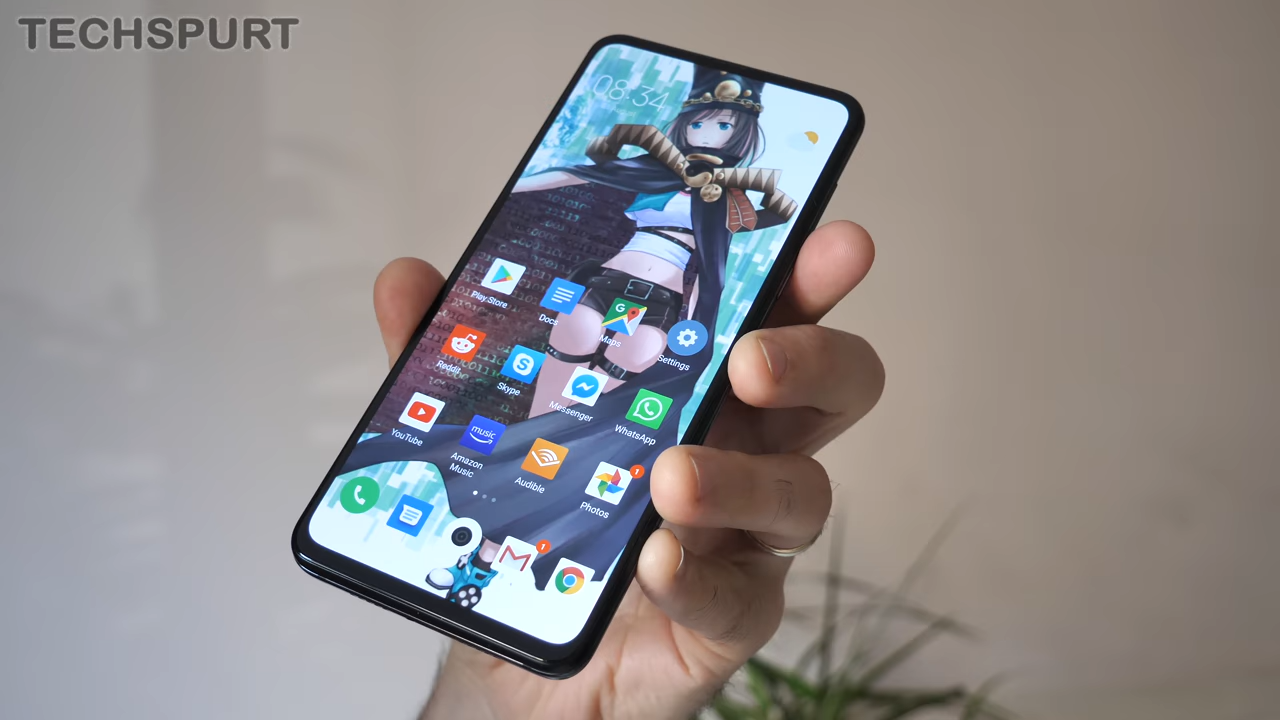 TECHSPURT
08:34
Play Store
Docs
G
Maps
Settings
Reddit
S
Skype
Messenger
WhatsApp
YouTube
music
Amazon
Music
Audible
1
Photos
1